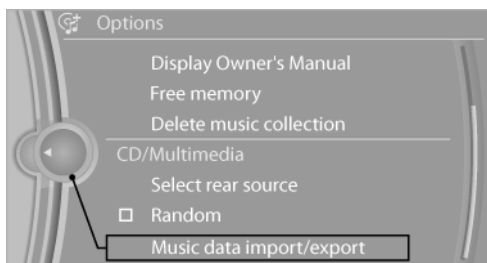 Options
Display Owner's Manual
Free memory
Delete music collection
CD/Multimedia
Select rear source
Random
Music data import/export